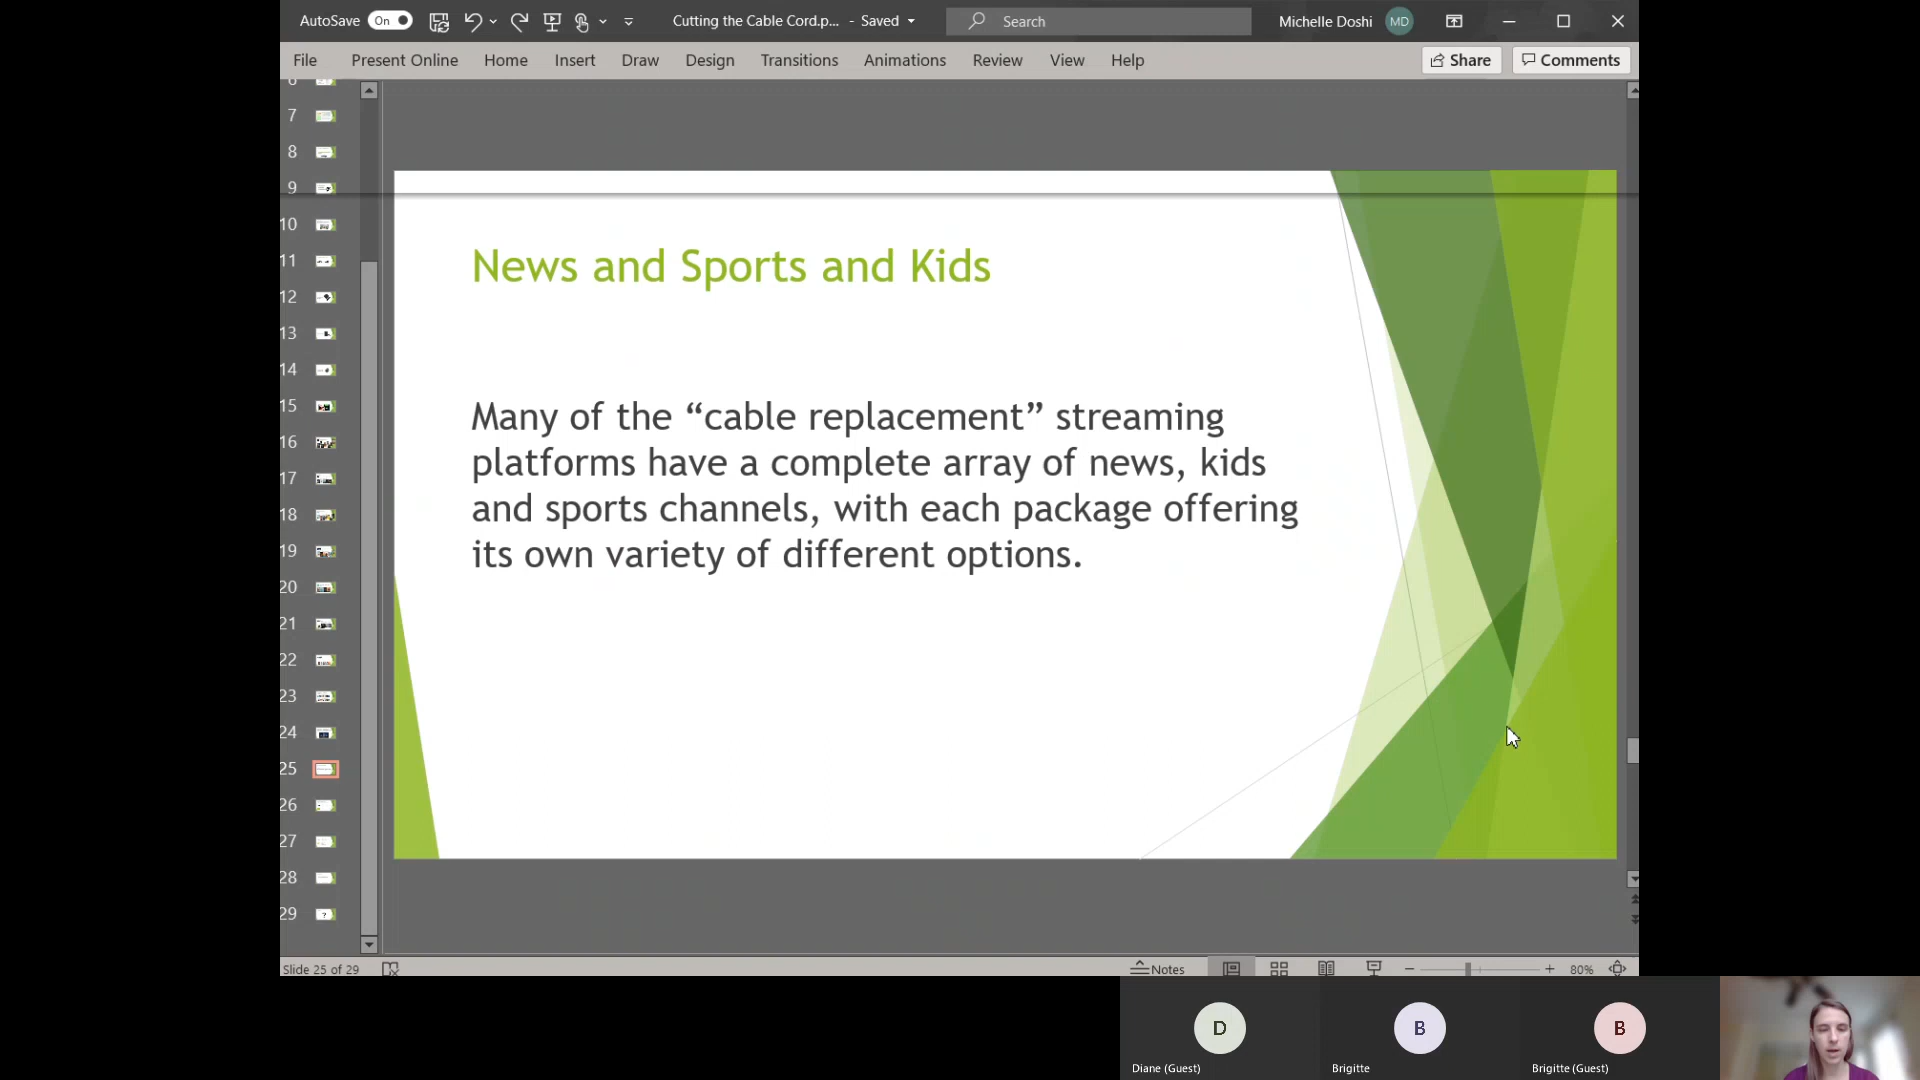 AutoSave On Cutting the Cable Cord.p... - Saved Search Michelle Doshi MD
File Present Online Home Insert Draw Design Transitions Animations Review View Help Share Comments
6
7
8
9
10
11
12
13
14
15
16
17
18
19
20
21
22
23
24
25
26
27
28
29
News and Sports and Kids
Many of the “cable replacement” streaming
platforms have a complete array of news, kids
and sports channels, with each package offering
its own variety of different options.
Slide 25 of 29 Notes 80%
D B B
Diane (Guest) Brigitte Brigitte (Guest)